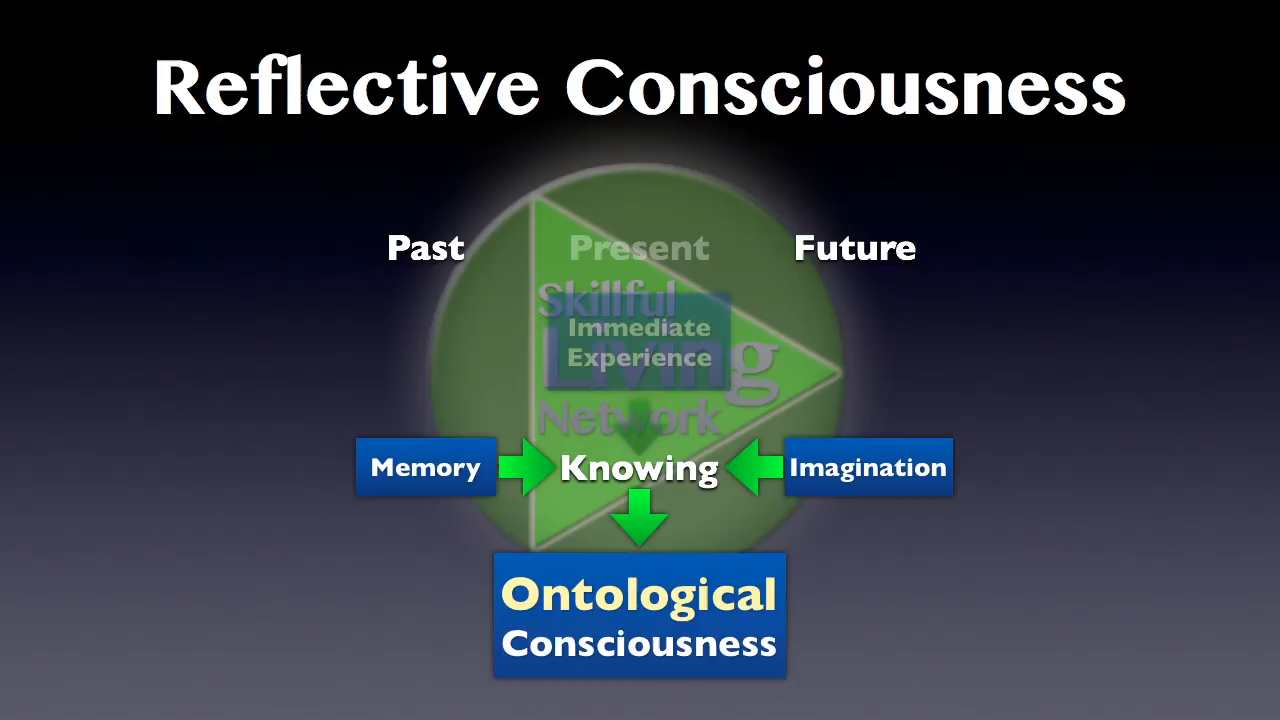 Reflective Consciousness
Past Present Future
Skillful
Immediate
Experience
Living
Network
Memory Knowing Imagination
Ontological
Consciousness